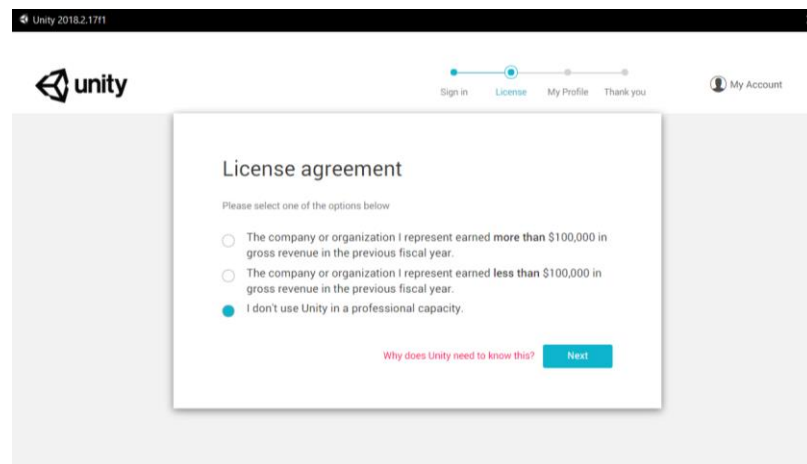 Unity 2018.2.17f1
unity
Sign in License My Profile Thank you
My Account
License agreement
Please select one of the options below
The company or organization I represent earned more than $100,000 in
gross revenue in the previous fiscal year.
The company or organization I represent earned less than $100,000 in
gross revenue in the previous fiscal year.
I don't use Unity in a professional capacity.
Why does Unity need to know this? Next